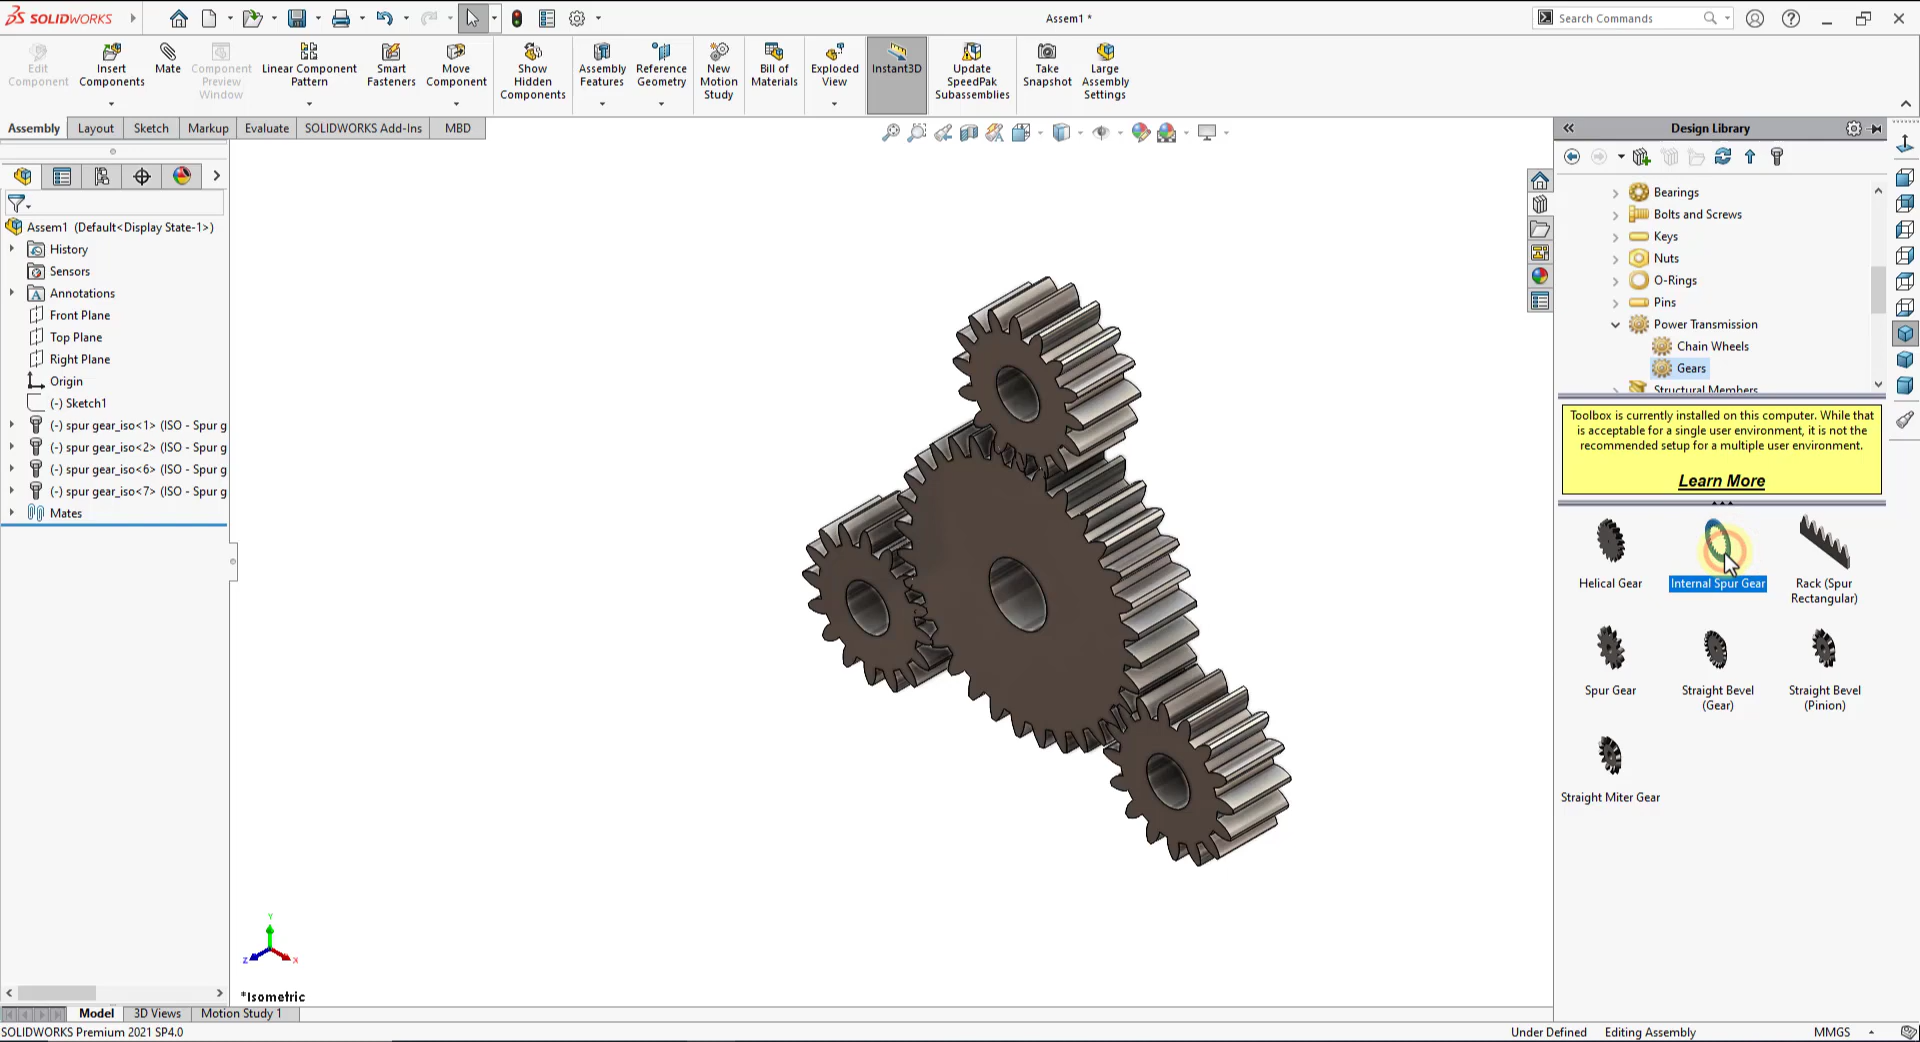 SOLIDWORKS
Assem1 *
Search Commands
Edit
Component
Insert
Components
Mate
Component
Preview
Window
Linear Component
Pattern
Smart
Fasteners
Move
Component
Show
Hidden
Components
Assembly
Features
Reference
Geometry
New
Motion
Study
Bill of
Materials
Exploded
View
Instant3D
Update
SpeedPak
Subassemblies
Take
Snapshot
Large
Assembly
Settings
Assembly
Layout
Sketch
Markup
Evaluate
SOLIDWORKS Add-Ins
MBD
Assem1 (Default<Display State-1>)
History
Sensors
Annotations
Front Plane
Top Plane
Right Plane
Origin
(-) Sketch1
(-) spur gear_iso<1> (ISO - Spur g
(-) spur gear_iso<2> (ISO - Spur g
(-) spur gear_iso<6> (ISO - Spur g
(-) spur gear_iso<7> (ISO - Spur g
Mates
Design Library
Bearings
Bolts and Screws
Keys
Nuts
O-Rings
Pins
Power Transmission
Chain Wheels
Gears
Structural Members
Toolbox is currently installed on this computer. While that
is acceptable for a single user environment, it is not the
recommended setup for a multiple user environment.
Learn More
Helical Gear
Internal Spur Gear
Rack (Spur
Rectangular)
Spur Gear
Straight Bevel
(Gear)
Straight Bevel
(Pinion)
Straight Miter Gear
Y
Z
X
*Isometric
Model
3D Views
Motion Study 1
SOLIDWORKS Premium 2021 SP4.0
Under Defined
Editing Assembly
MMGS